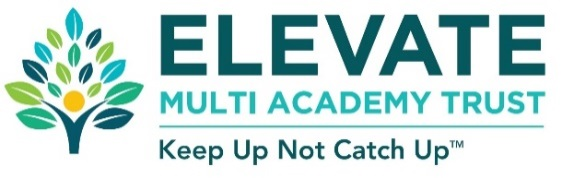 ELEVATE
MULTI ACADEMY TRUST
Keep Up Not Catch Up™